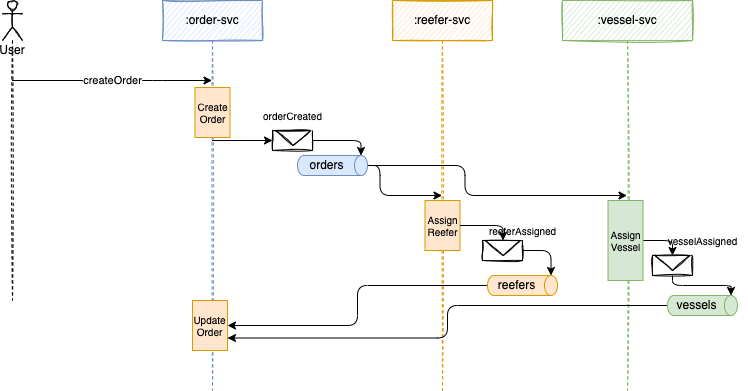 :order-svc
:reefer-svc
:vessel-svc
User
createOrder
Create
Order
orderCreated
orders
Assign
Reefer
reeferAssigned
Assign
Vessel
vesselAssigned
reefers
vessels
Update
Order